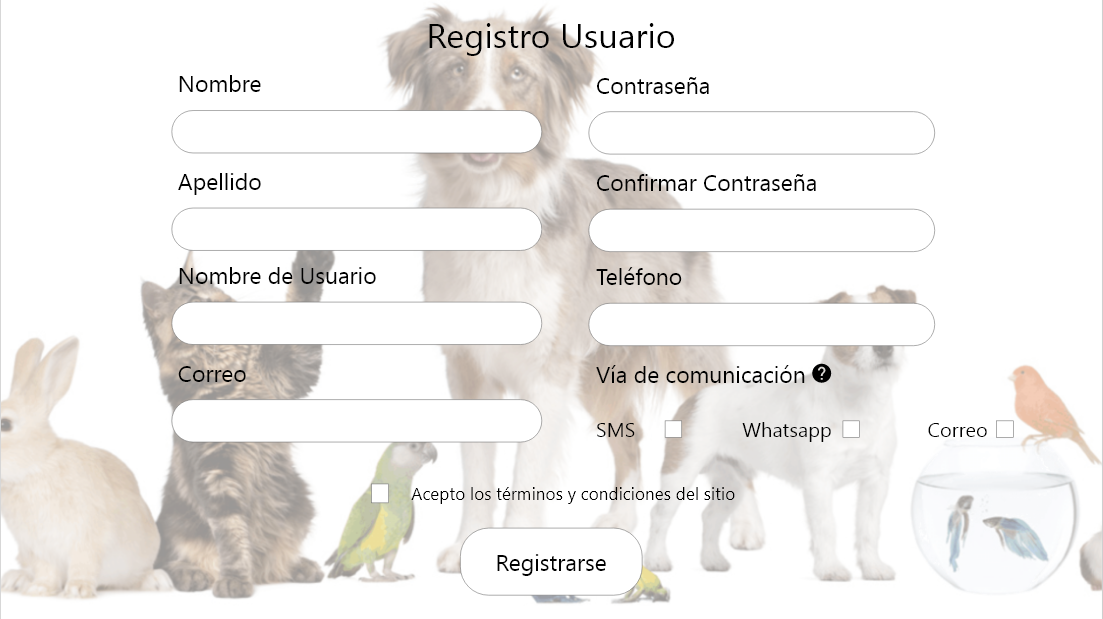 Registro Usuario
Nombre
Contraseña
Apellido
Confirmar Contraseña
Nombre de Usuario
Teléfono
Correo
Vía de comunicación ?
SMS Whatsapp Correo
Acepto los términos y condiciones del sitio
Registrarse